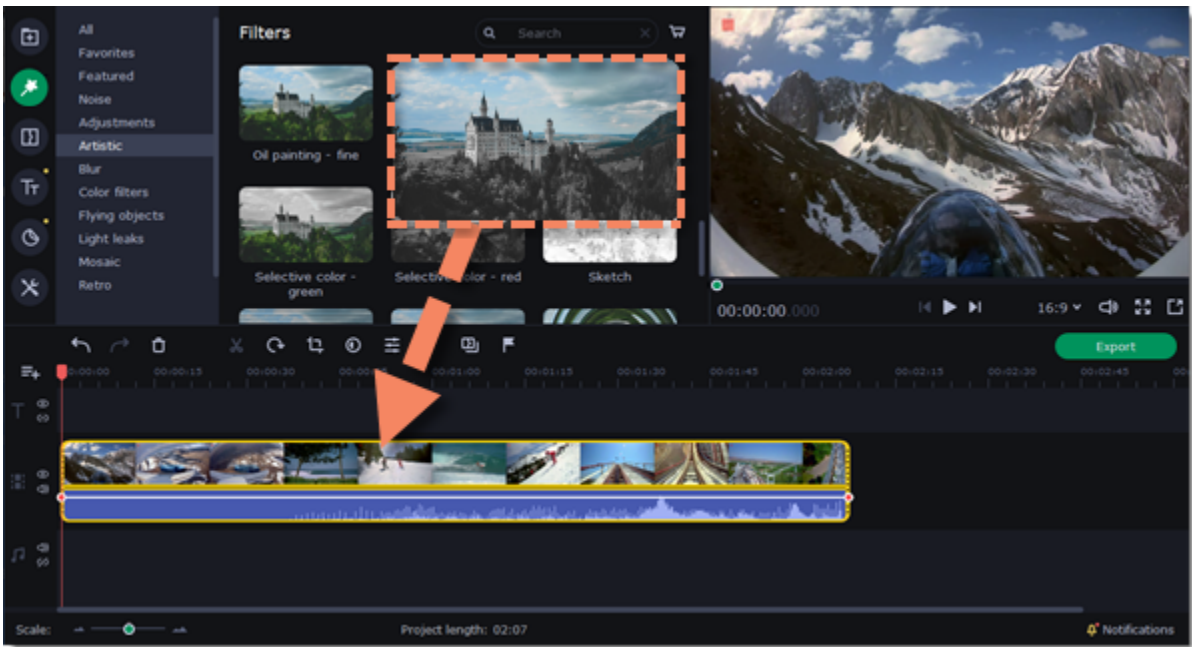 All
Favorites
Featured
Noise
Adjustments
Artistic
Blur
Color filters
Flying objects
Light leaks
Mosaic
Retro
Filters
Search
Oil painting - fine
Selective color -
green
Selective color - red
Sketch
00:00:00.000
16:9
Export
00:00:15
00:00:30
00:01:00
00:01:15
00:01:30
00:01:45
00:02:00
00:02:15
00:02:30
00:02:45
Scale:
Project length: 02:07
Notifications